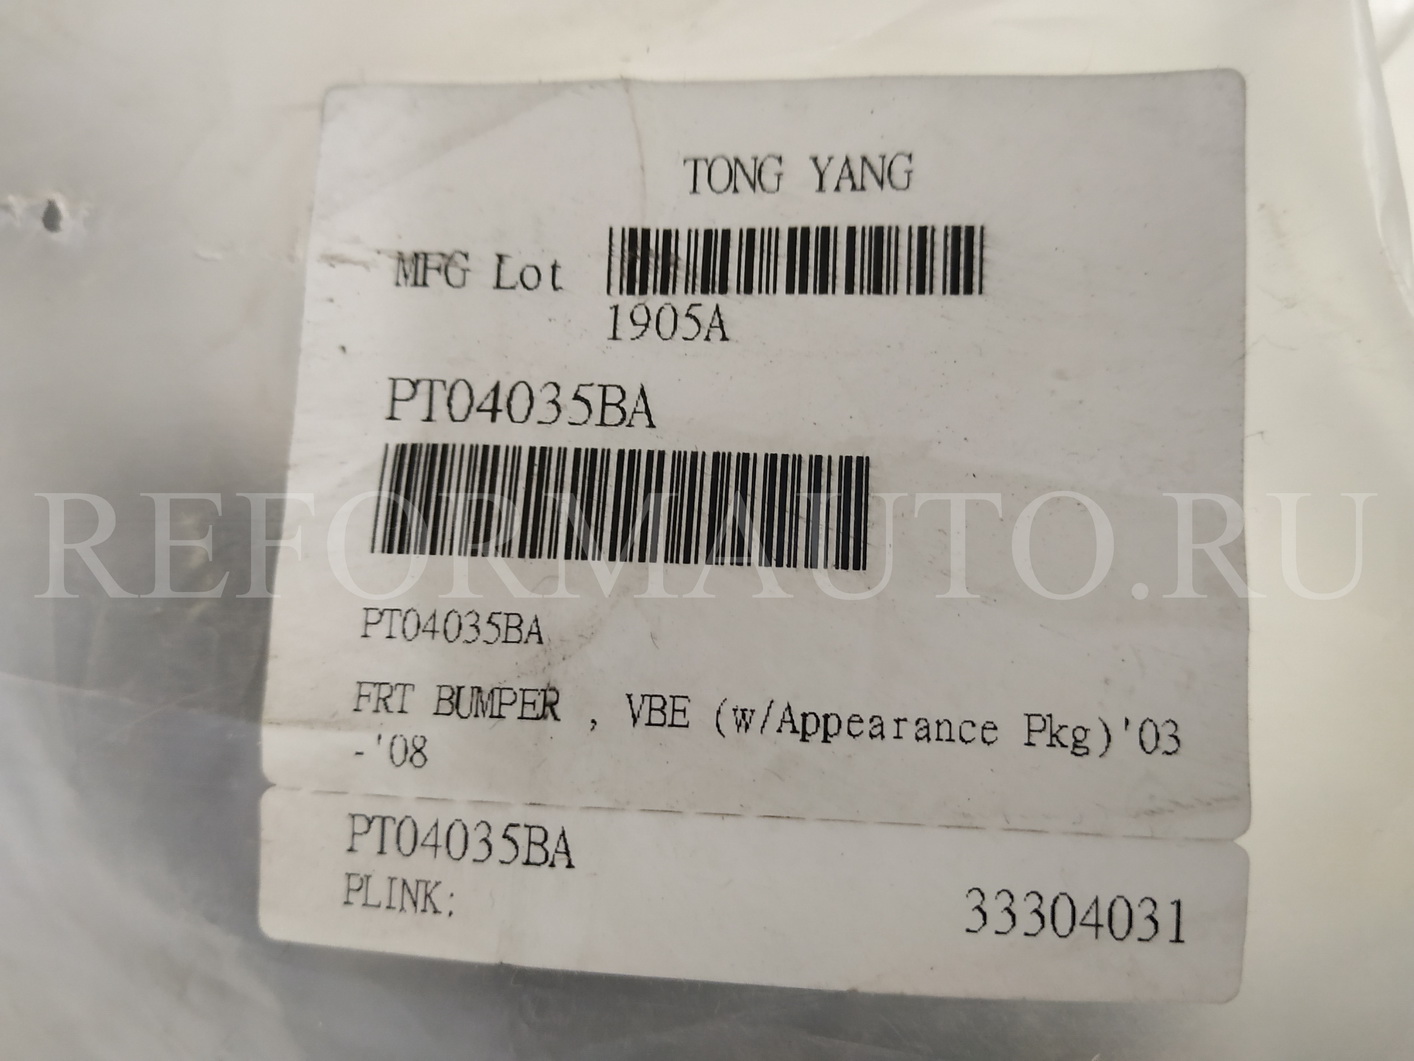 TONG YANG
MFG Lot
1905A
PT04035BA
REFORMAUTO.RU
PT04035BA
FRT BUMPER , VBE (w/Appearance Pkg)'03
-'08
PT04035BA
PLINK:
33304031